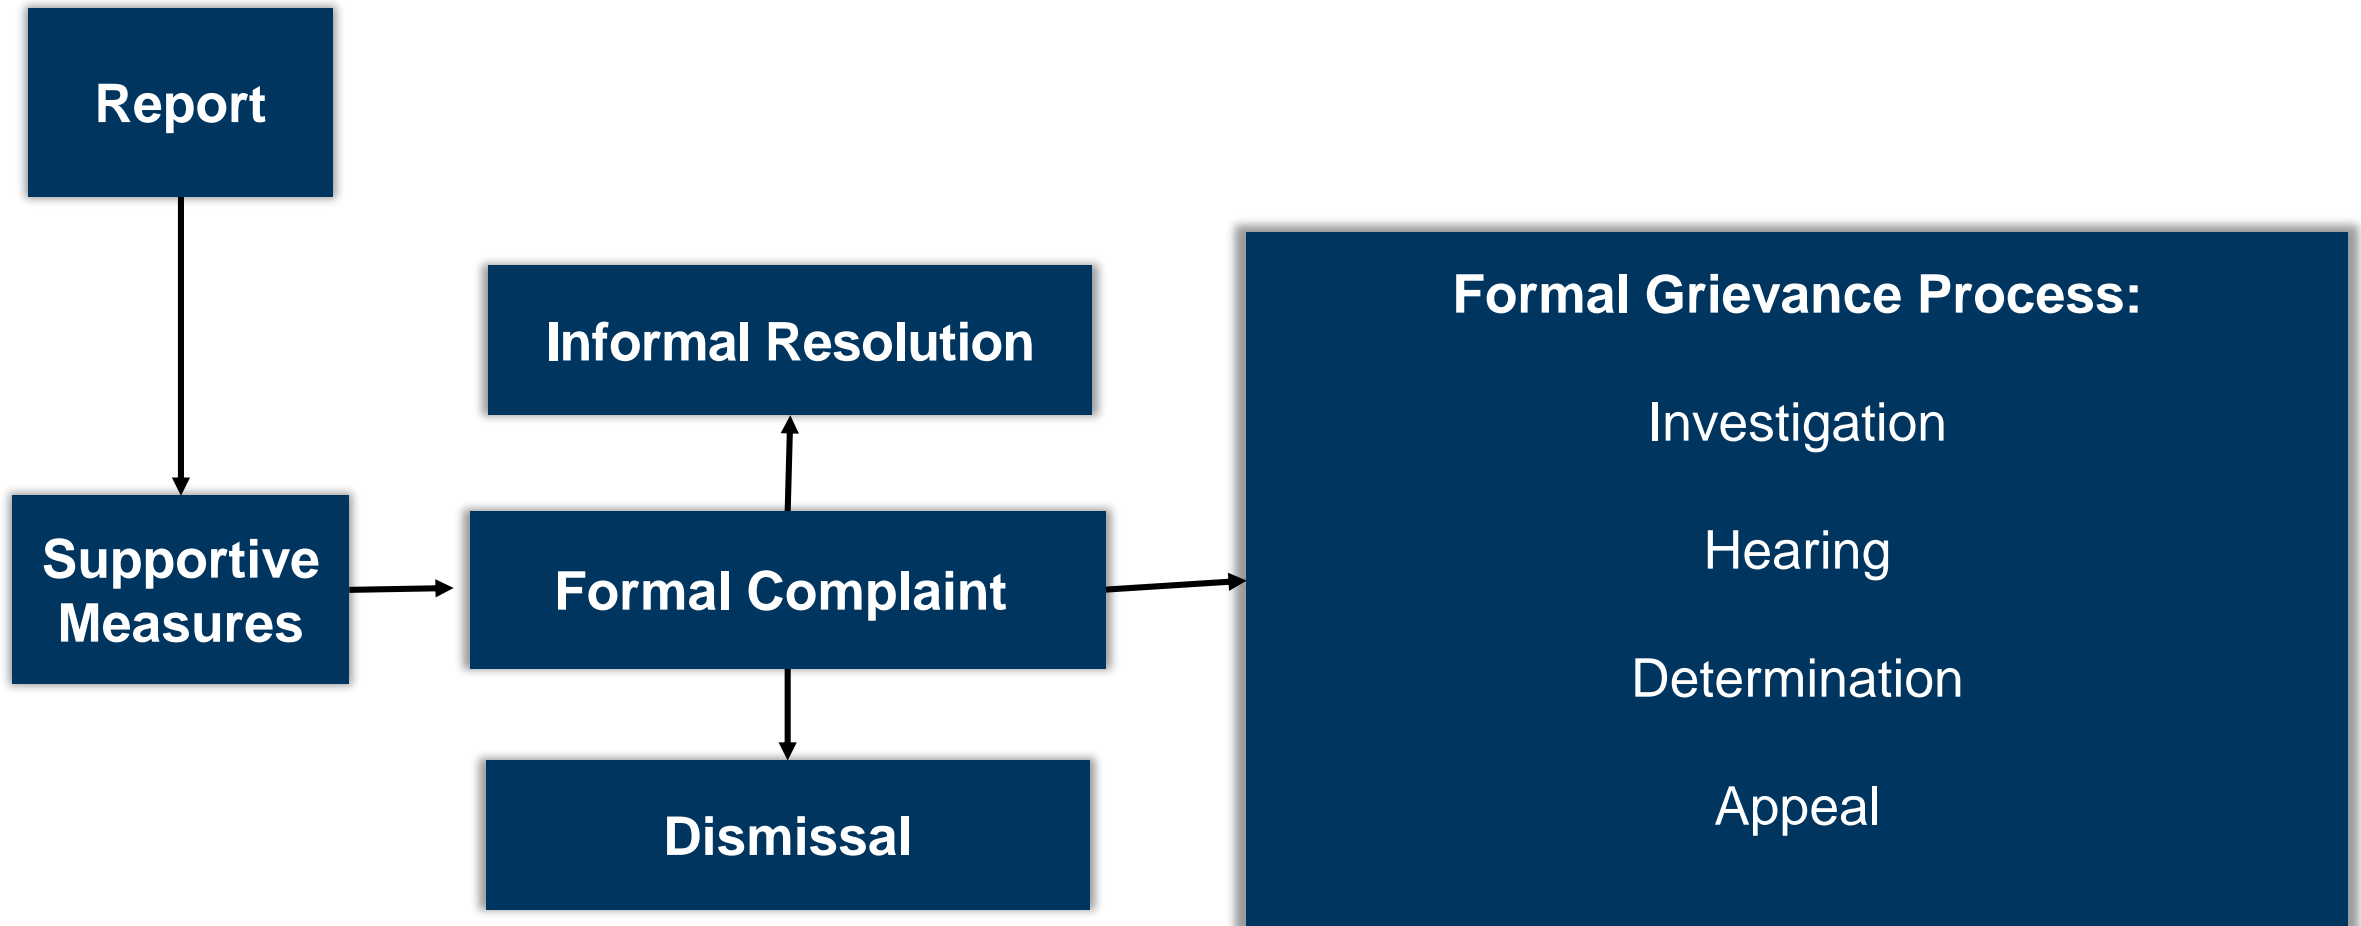 Report
Supportive
Measures
Informal Resolution
Formal Complaint
Dismissal
Formal Grievance Process:
Investigation
Hearing
Determination
Appeal